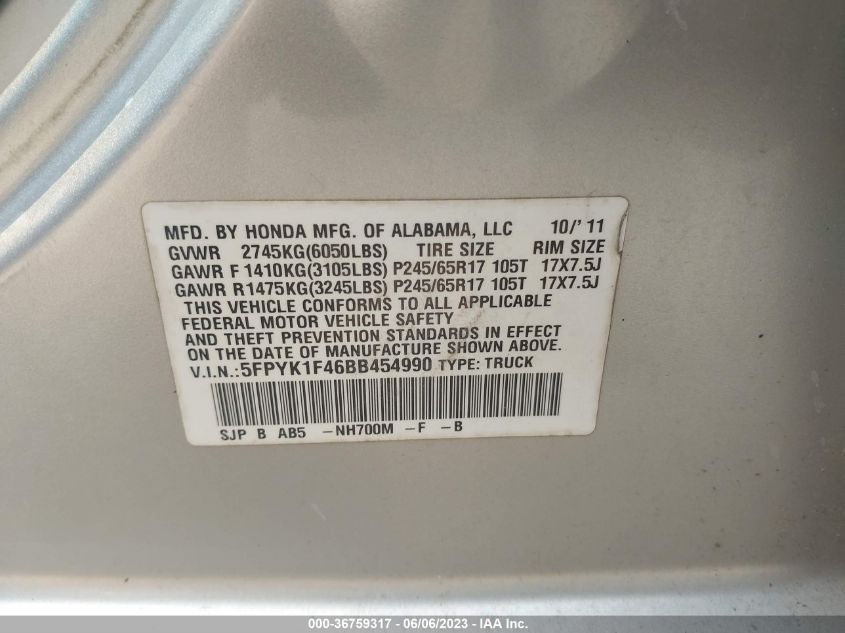 MFD. BY HONDA MFG. OF ALABAMA, LLC 10/'11
GVWR 2745KG(6050LBS) TIRE SIZE RIM SIZE
GAWR F 1410KG(3105LBS) P245/65R17 105T 17X7.5J
GAWR R1475KG(3245LBS) P245/65R17 105T 17X7.5J
THIS VEHICLE CONFORMS TO ALL APPLICABLE
FEDERAL MOTOR VEHICLE SAFETY
AND THEFT PREVENTION STANDARDS IN EFFECT
ON THE DATE OF MANUFACTURE SHOWN ABOVE.
V.I.N.:5FPYK1F46BB454990 TYPE: TRUCK
SJP B AB5 -NH700M -F -B
000-36759317 - 06/06/2023 - IAA Inc.